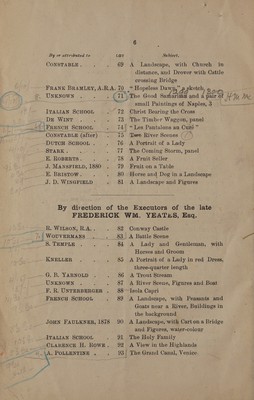 6
By or attributed to LOT Subject.
CONSTABLE . . . 69 A Landscape, with Church in
distance, and Drover with Cattle
crossing Bridge
FRANK BRAMLEY, A.R.A. 70 "Hopeless Dawn," a sketch
UNKNOWN . . . 71 The Good Samaritan and a pair of
small Paintings of Naples, 3
ITALIAN SCHOOL . 72 Christ Bearing the Cross
DE WINT . . . 73 The Timber Waggon, panel
FRENCH SCHOOL . 74 "Les Pantalons au Café"
CONSTABLE (after) . 75 River Scenes
DUTCH SCHOOL . 76 A Portrait of a Lady
STARK . . . . 77 The Coming Storm, panel
E. ROBERTS . . . 78 A Fruit Seller
J. MANSFIELD, 1880 . 79 Fruit on a Table
E. BRISTOW . . . 80 Horse and Dog in a Landscape
J. D. WINGFIELD . 81 A Landscape and Figures
By direction of the Executors of the late
FREDERICK WM. YEATES, Esq.
R. WILSON, R.A. . . 82 Conway Castle
WOUVERMANS . . 83 A Battle Scene
S. TEMPLE . . . 84 A Lady and Gentleman, with
Horses and Groom
KNELLER . . . 85 A Portrait of a Lady in red Dress,
three-quarter length
G. R. YARNOLD . . 86 A Trout Stream
UNKNOWN . . . 87 A River Scene, Figures and Boat
F. R. UNTERBERGER . 88 Isola Capri
FRENCH SCHOOL . 89 A Landscape, with Peasants and
Goats near a River, Buildings in
the background
JOHN FAULKNER, 1878 90 A Landscape, with Cart on a Bridge
and Figures, water-colour
ITALIAN SCHOOL . 91 The Holy Family
CLARENCE H. ROWE . 92 A View in the Highlands
A. POLLENTINE . . 93 The Grand Canal, Venice